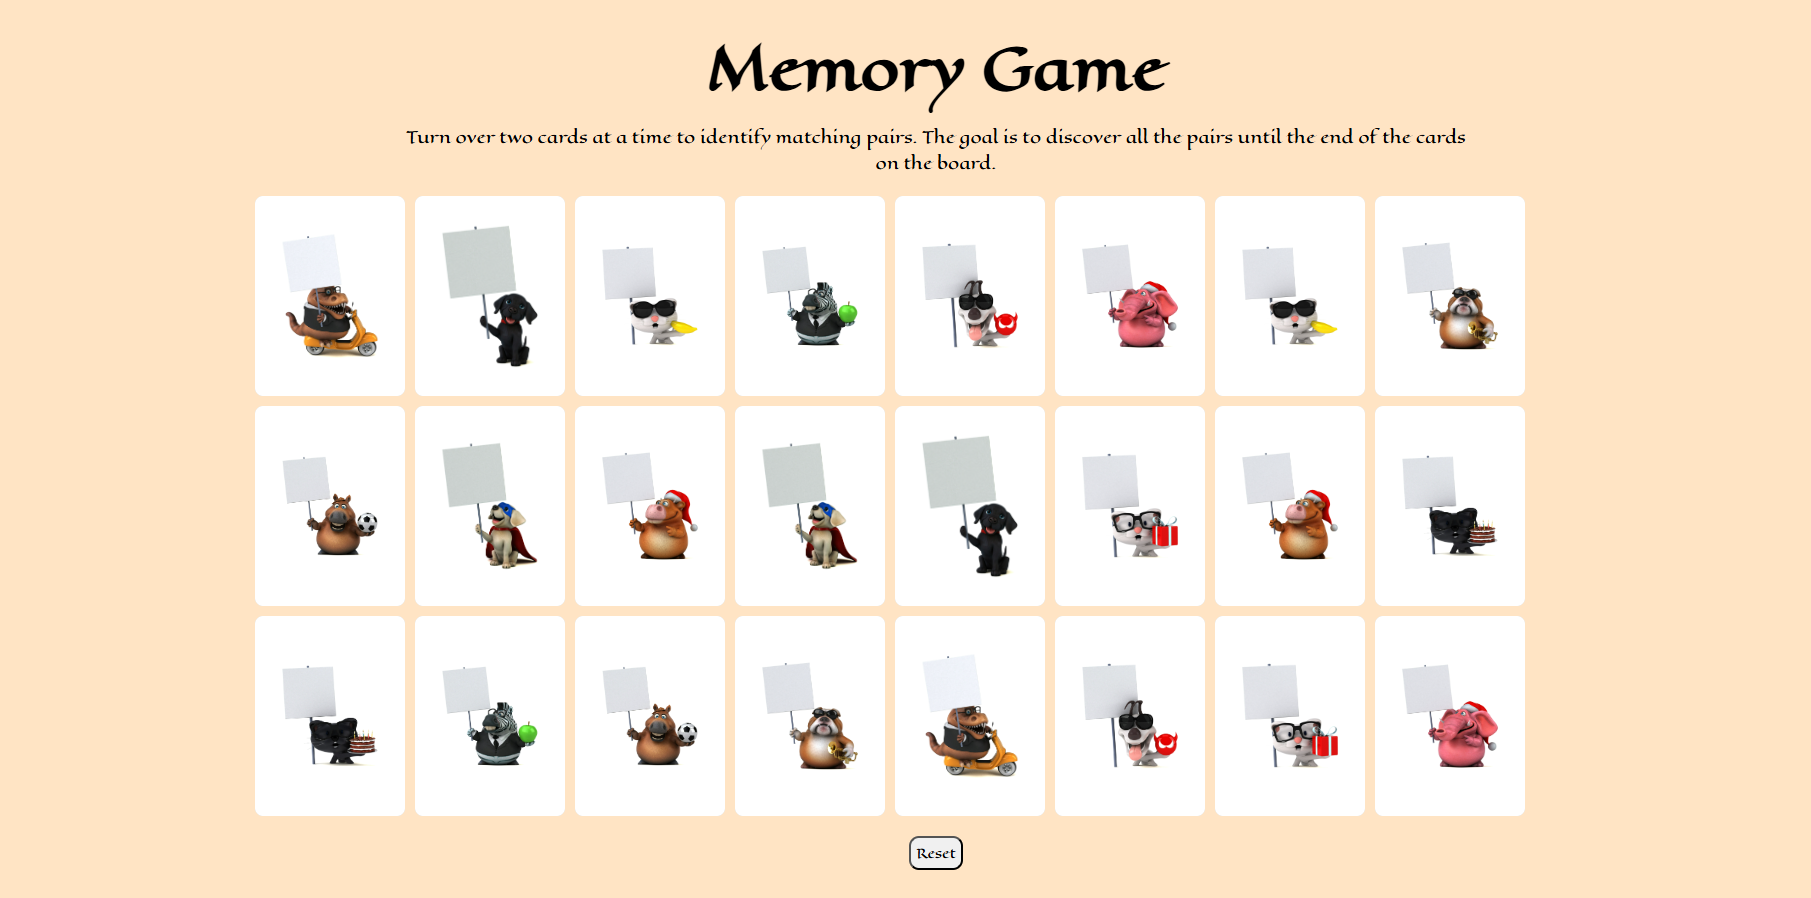 Memory Game
Turn over two cards at a time to identify matching pairs. The goal is to discover all the pairs until the end of the cards
on the board.
Reset